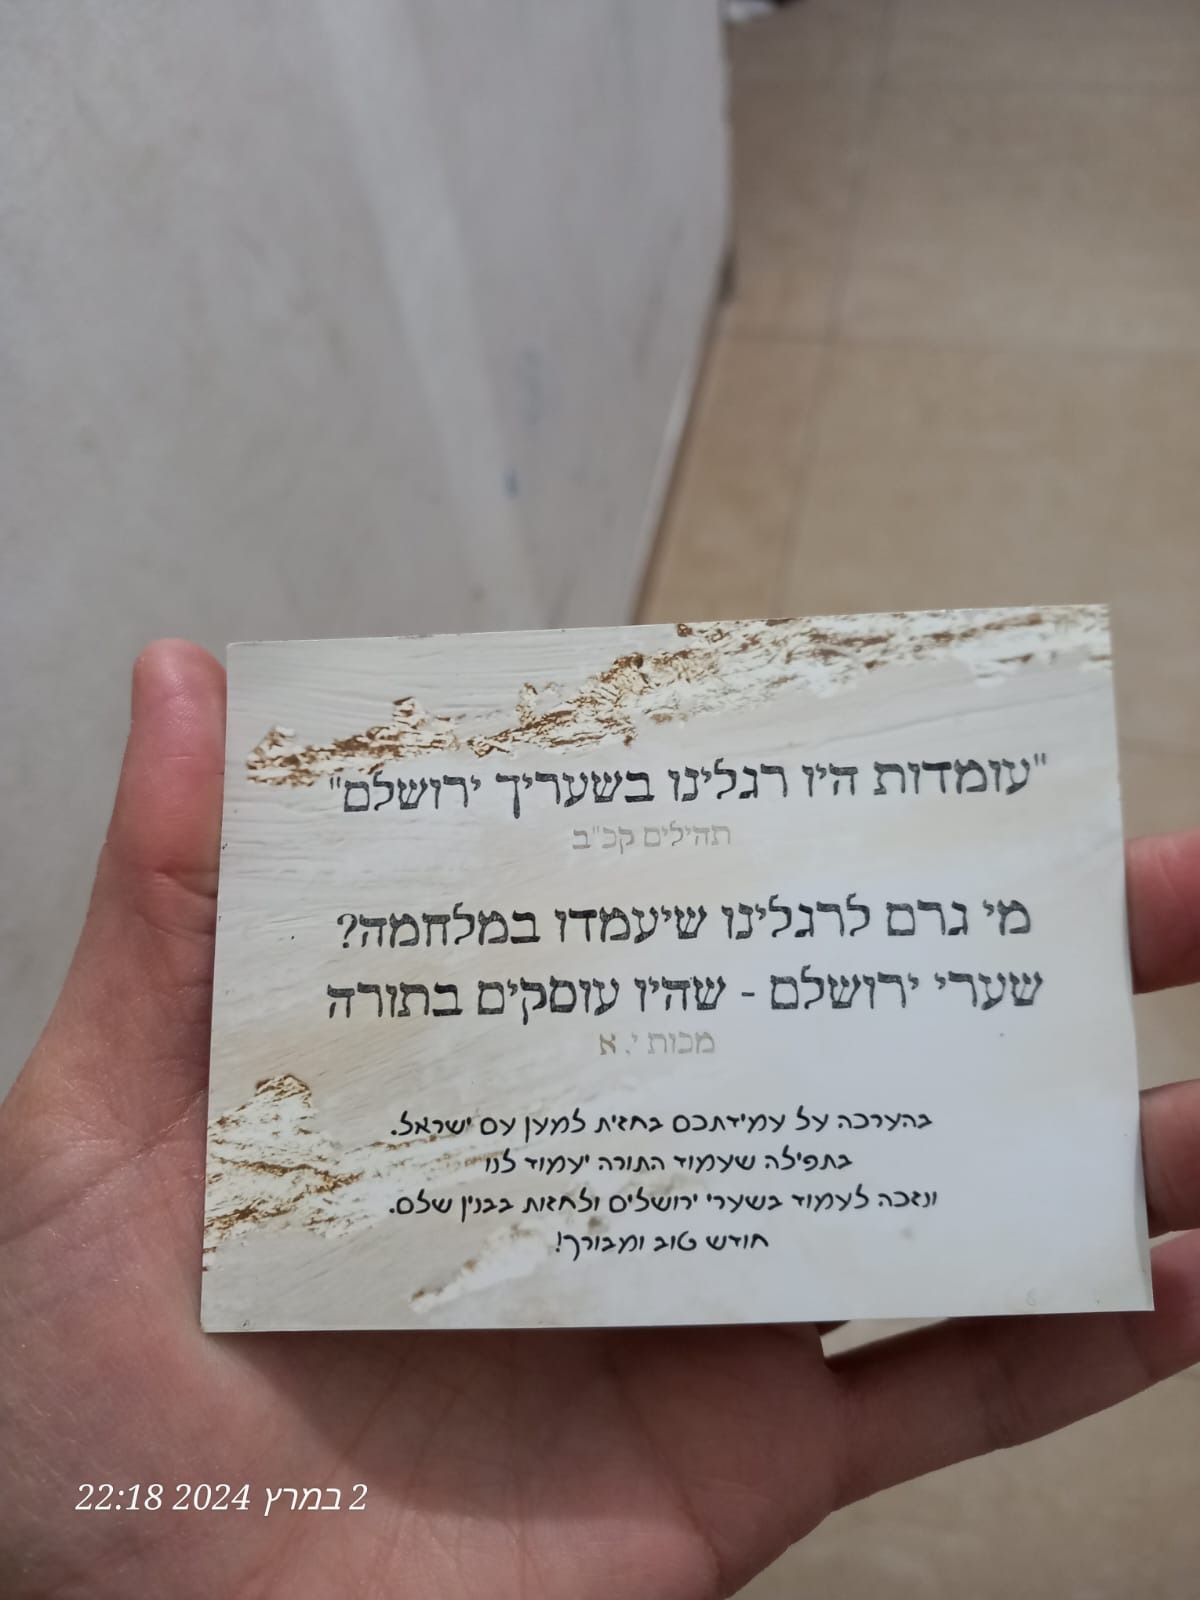 "עומדות היו רגלינו בשעריך ירושלם"
תהילים קכ"ב
מי גרם לרגלינו שיעמדו במלחמה?
שערי ירושלם - שהיו עוסקים בתורה
מכות י, א
בהערכה על עמידתכם בחזית למען עם ישראל.
בתפילה שעמוד התורה יעמוד לנו
ונזכה לעמוד בשערי ירושלים ולחזות בבנין שלם.
חודש טוב ומבורך!
2 במרץ 2024 22:18